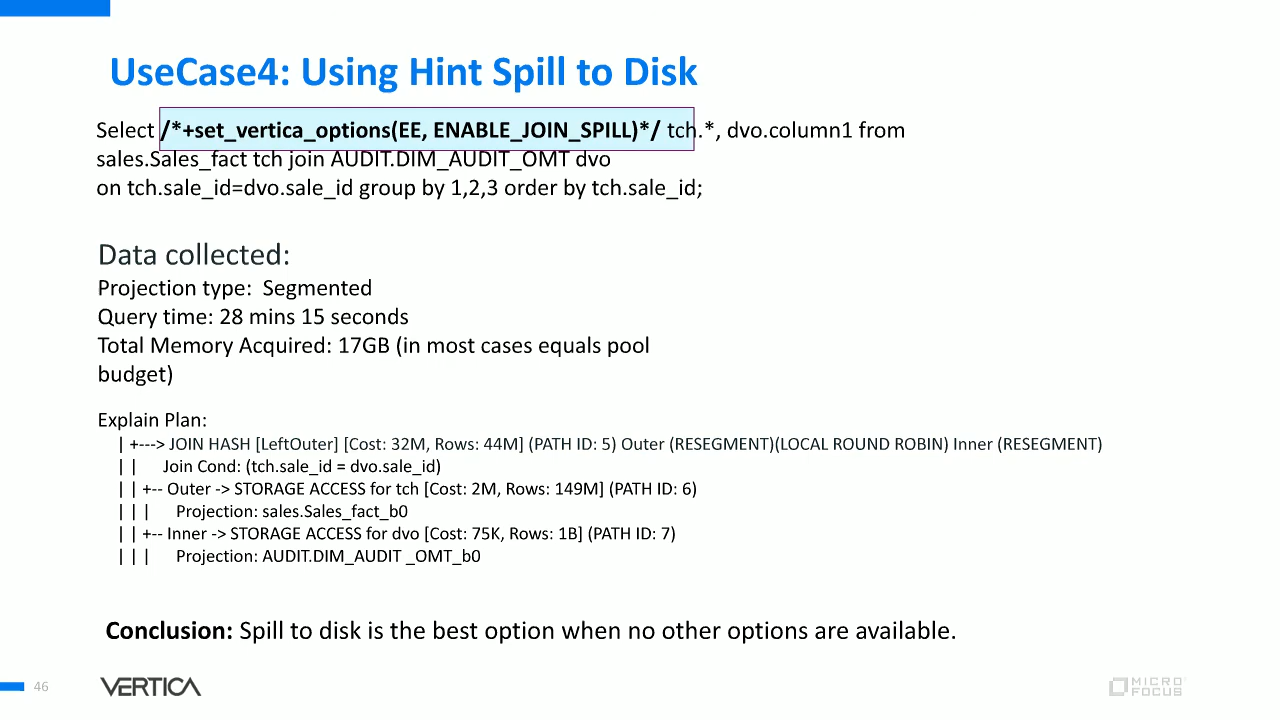 UseCase4: Using Hint Spill to Disk
Select /*+set_vertica_options(EE, ENABLE_JOIN_SPILL)*/ tch.*, dvo.column1 from
sales.Sales_fact tch join AUDIT.DIM_AUDIT_OMT dvo
on tch.sale_id=dvo.sale_id group by 1,2,3 order by tch.sale_id;
Data collected:
Projection type:  Segmented
Query time: 28 mins 15 seconds
Total Memory Acquired: 17GB (in most cases equals pool
budget)
Explain Plan:
| +---> JOIN HASH [LeftOuter] [Cost: 32M, Rows: 44M] (PATH ID: 5) Outer (RESEGMENT)(LOCAL ROUND ROBIN) Inner (RESEGMENT)
| |      Join Cond: (tch.sale_id = dvo.sale_id)
| | +-- Outer -> STORAGE ACCESS for tch [Cost: 2M, Rows: 149M] (PATH ID: 6)
| | |      Projection: sales.Sales_fact_b0
| | +-- Inner -> STORAGE ACCESS for dvo [Cost: 75K, Rows: 1B] (PATH ID: 7)
| | |      Projection: AUDIT.DIM_AUDIT _OMT_b0
Conclusion: Spill to disk is the best option when no other options are available.
46
VERTICA
MICRO
FOCUS